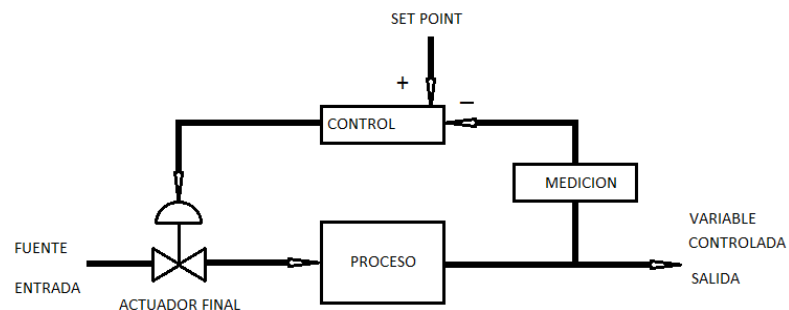 SET POINT
+
−
CONTROL
MEDICION
VARIABLE
CONTROLADA
SALIDA
FUENTE
ENTRADA
PROCESO
ACTUADOR FINAL